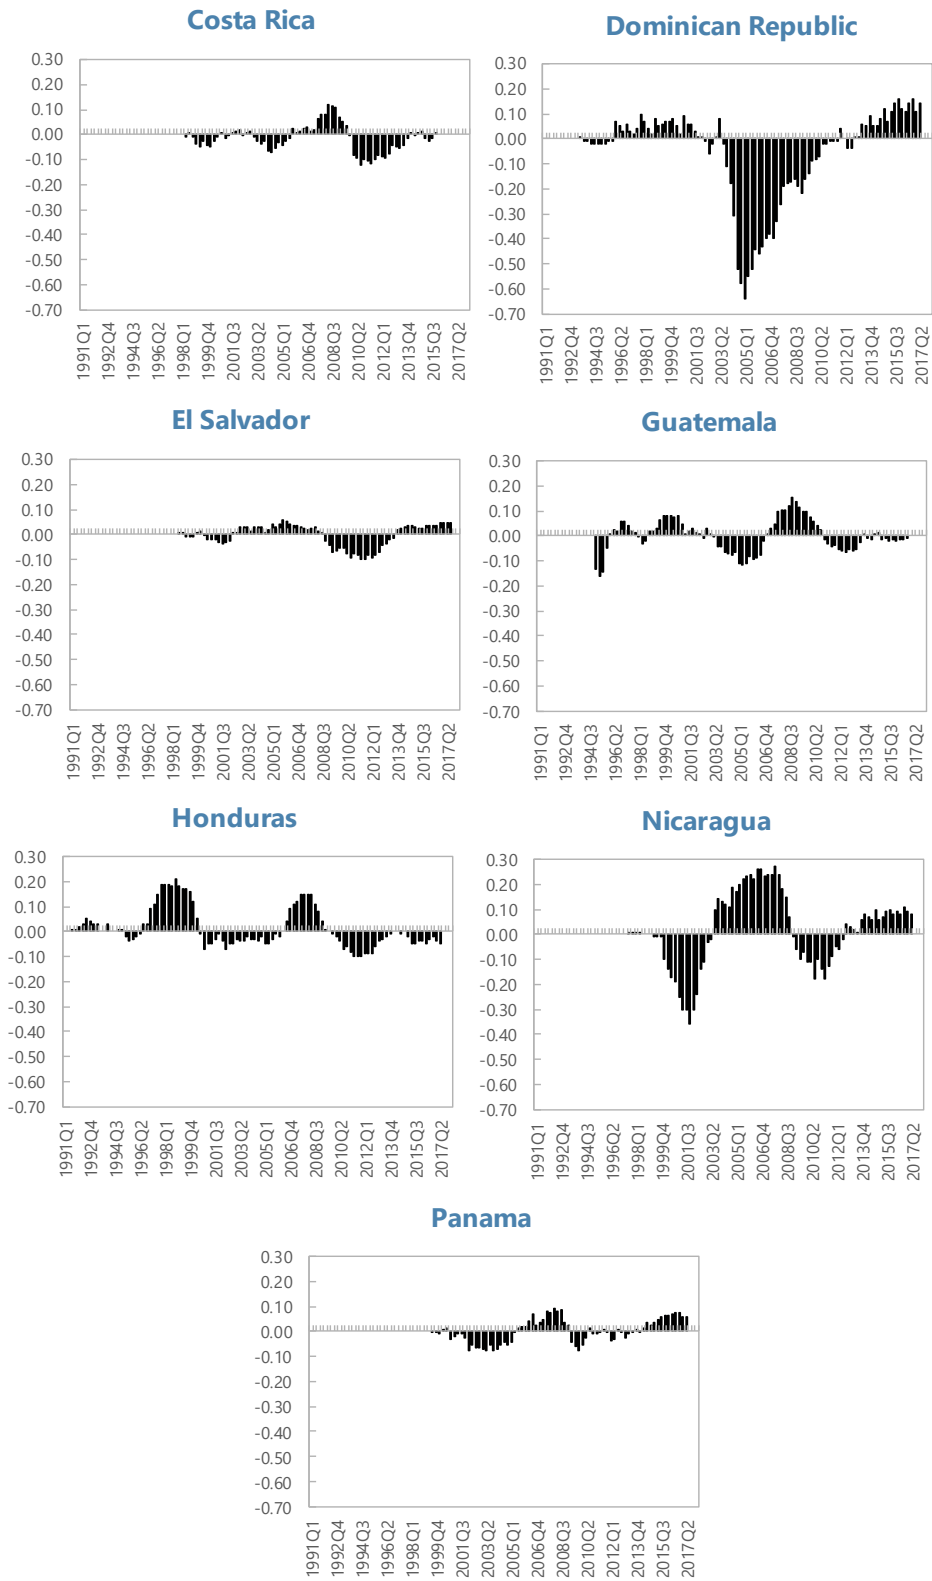 Costa Rica
0.30
0.20
0.10
0.00
-0.10
-0.20
-0.30
-0.40
-0.50
-0.60
-0.70
1991Q1
1992Q4
1994Q3
1996Q2
1998Q1
1999Q4
2001Q3
2003Q2
2005Q1
2006Q4
2008Q3
2010Q2
2012Q1
2013Q4
2015Q3
2017Q2
Dominican Republic
0.30
0.20
0.10
0.00
-0.10
-0.20
-0.30
-0.40
-0.50
-0.60
-0.70
1991Q1
1992Q4
1994Q3
1996Q2
1998Q1
1999Q4
2001Q3
2003Q2
2005Q1
2006Q4
2008Q3
2010Q2
2012Q1
2013Q4
2015Q3
2017Q2
El Salvador
0.30
0.20
0.10
0.00
-0.10
-0.20
-0.30
-0.40
-0.50
-0.60
-0.70
1991Q1
1992Q4
1994Q3
1996Q2
1998Q1
1999Q4
2001Q3
2003Q2
2005Q1
2006Q4
2008Q3
2010Q2
2012Q1
2013Q4
2015Q3
2017Q2
Guatemala
0.30
0.20
0.10
0.00
-0.10
-0.20
-0.30
-0.40
-0.50
-0.60
-0.70
1991Q1
1992Q4
1994Q3
1996Q2
1998Q1
1999Q4
2001Q3
2003Q2
2005Q1
2006Q4
2008Q3
2010Q2
2012Q1
2013Q4
2015Q3
2017Q2
Honduras
0.30
0.20
0.10
0.00
-0.10
-0.20
-0.30
-0.40
-0.50
-0.60
-0.70
1991Q1
1992Q4
1994Q3
1996Q2
1998Q1
1999Q4
2001Q3
2003Q2
2005Q1
2006Q4
2008Q3
2010Q2
2012Q1
2013Q4
2015Q3
2017Q2
Nicaragua
0.30
0.20
0.10
0.00
-0.10
-0.20
-0.30
-0.40
-0.50
-0.60
-0.70
1991Q1
1992Q4
1994Q3
1996Q2
1998Q1
1999Q4
2001Q3
2003Q2
2005Q1
2006Q4
2008Q3
2010Q2
2012Q1
2013Q4
2015Q3
2017Q2
Panama
0.30
0.20
0.10
0.00
-0.10
-0.20
-0.30
-0.40
-0.50
-0.60
-0.70
1991Q1
1992Q4
1994Q3
1996Q2
1998Q1
1999Q4
2001Q3
2003Q2
2005Q1
2006Q4
2008Q3
2010Q2
2012Q1
2013Q4
2015Q3
2017Q2